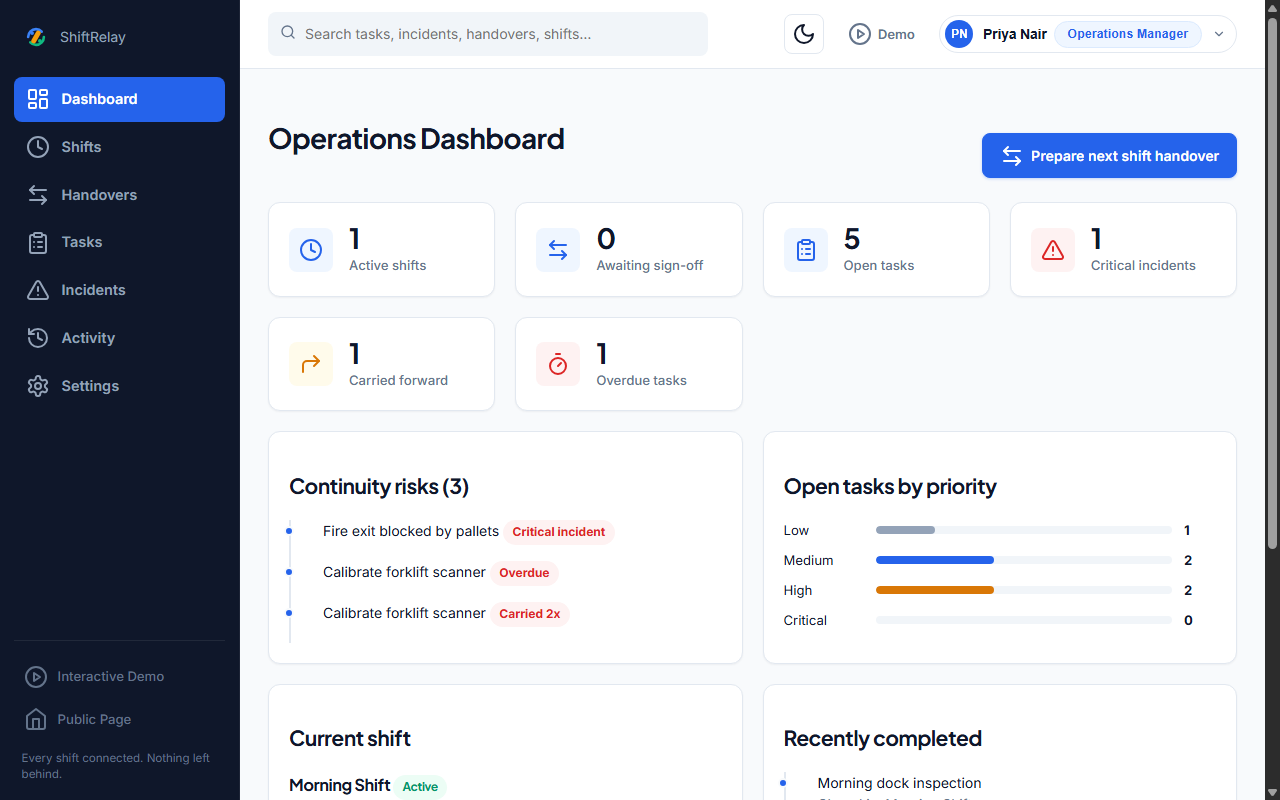 ShiftRelay
Search tasks, incidents, handovers, shifts...
Demo
PN
Priya Nair
Operations Manager
Dashboard
Shifts
Handovers
Tasks
Incidents
Activity
Settings
Interactive Demo
Public Page
Every shift connected. Nothing left
behind.
Operations Dashboard
Prepare next shift handover
1
Active shifts
0
Awaiting sign-off
5
Open tasks
1
Critical incidents
1
Carried forward
1
Overdue tasks
Continuity risks (3)
Fire exit blocked by pallets Critical incident
Calibrate forklift scanner Overdue
Calibrate forklift scanner Carried 2x
Open tasks by priority
Low 1
Medium 2
High 2
Critical 0
Current shift
Morning Shift Active
Recently completed
Morning dock inspection